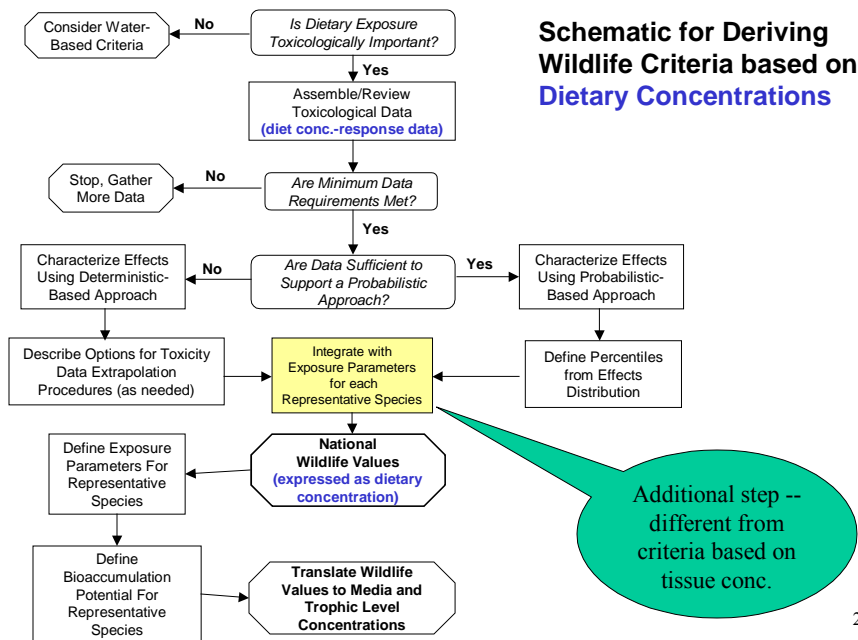 Schematic for Deriving
Wildlife Criteria based on
Dietary Concentrations
Consider Water-
Based Criteria
No
Is Dietary Exposure
Toxicologically Important?
Yes
Assemble/Review
Toxicological Data
(diet conc.-response data)
Stop, Gather
More Data
No
Are Minimum Data
Requirements Met?
Yes
Characterize Effects
Using Deterministic-
Based Approach
No
Are Data Sufficient to
Support a Probabilistic
Approach?
Yes
Characterize Effects
Using Probabilistic-
Based Approach
Describe Options for Toxicity
Data Extrapolation
Procedures (as needed)
Integrate with
Exposure Parameters
for each
Representative Species
Define Percentiles
from Effects
Distribution
Define Exposure
Parameters For
Representative
Species
National
Wildlife Values
(expressed as dietary
concentration)
Additional step --
different from
criteria based on
tissue conc.
Define
Bioaccumulation
Potential For
Representative
Species
Translate Wildlife
Values to Media and
Trophic Level
Concentrations
2